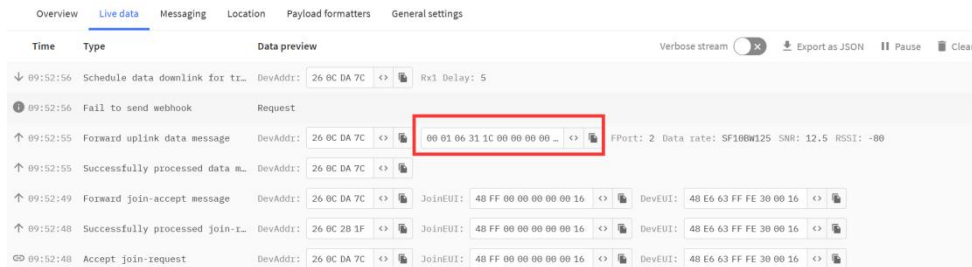 Overview Live data Messaging Location Payload formatters General settings
Time Type Data preview Verbose stream Export as JSON Pause Clear
09:52:56 Schedule data downlink for tr… DevAddr: 26 0C DA 7C <> Rx1 Delay: 5
09:52:56 Fail to send webhook Request
09:52:55 Forward uplink data message DevAddr: 26 0C DA 7C <> 00 01 06 31 1C 00 00 00 00 … <> FPort: 2 Data rate: SF10BW125 SNR: 12.5 RSSI: -80
09:52:55 Successfully processed data m… DevAddr: 26 0C DA 7C <>
09:52:49 Forward join-accept message DevAddr: 26 0C DA 7C <> JoinEUI: 48 FF 00 00 00 00 00 16 <> DevEUI: 48 E6 63 FF FE 30 00 16 <>
09:52:48 Successfully processed join-r… DevAddr: 26 0C 28 1F <> JoinEUI: 48 FF 00 00 00 00 00 16 <> DevEUI: 48 E6 63 FF FE 30 00 16 <>
09:52:48 Accept join-request DevAddr: 26 0C DA 7C <> JoinEUI: 48 FF 00 00 00 00 00 16 <> DevEUI: 48 E6 63 FF FE 30 00 16 <>